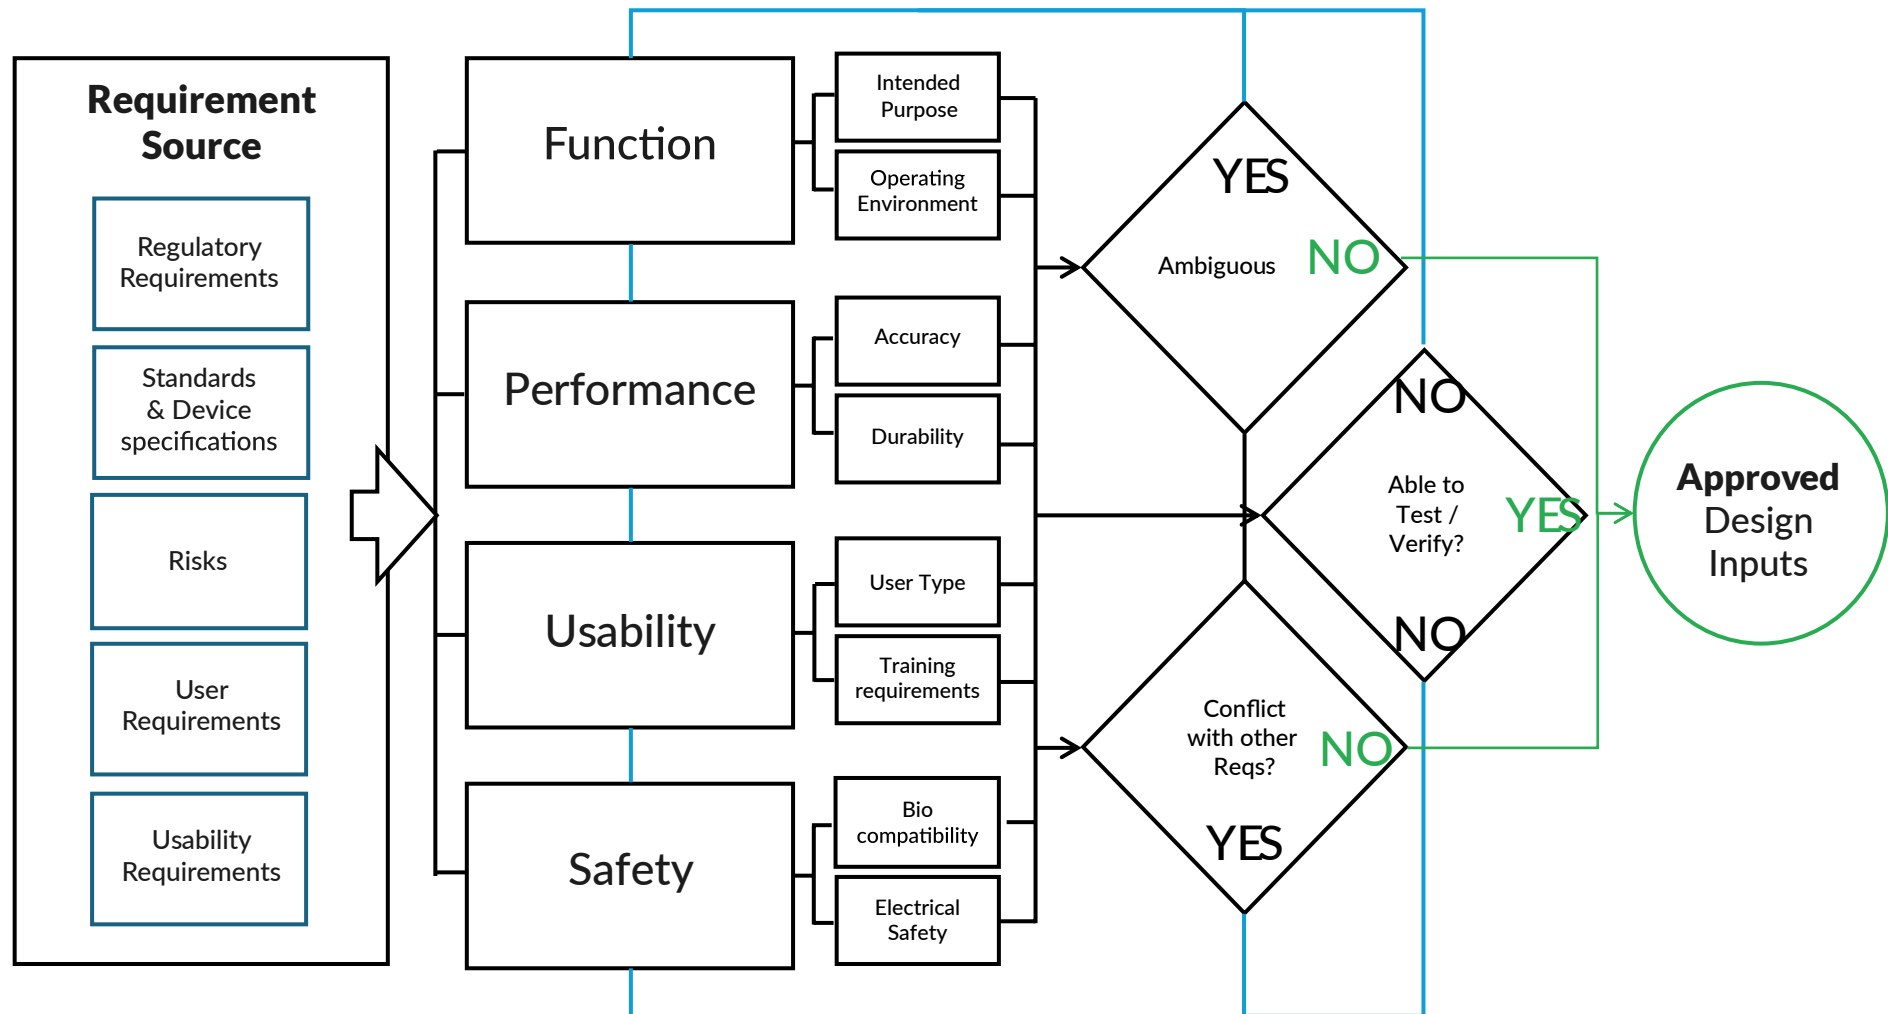 Requirement
Source
Regulatory
Requirements
Standards
& Device
specifications
Risks
User
Requirements
Usability
Requirements
Function
Performance
Usability
Safety
Intended
Purpose
Operating
Environment
Accuracy
Durability
User Type
Training
requirements
Bio
compatibility
Electrical
Safety
YES
Ambiguous
NO
NO
Able to
Test /
Verify?
YES
NO
Conflict
with other
Reqs?
NO
YES
Approved
Design
Inputs